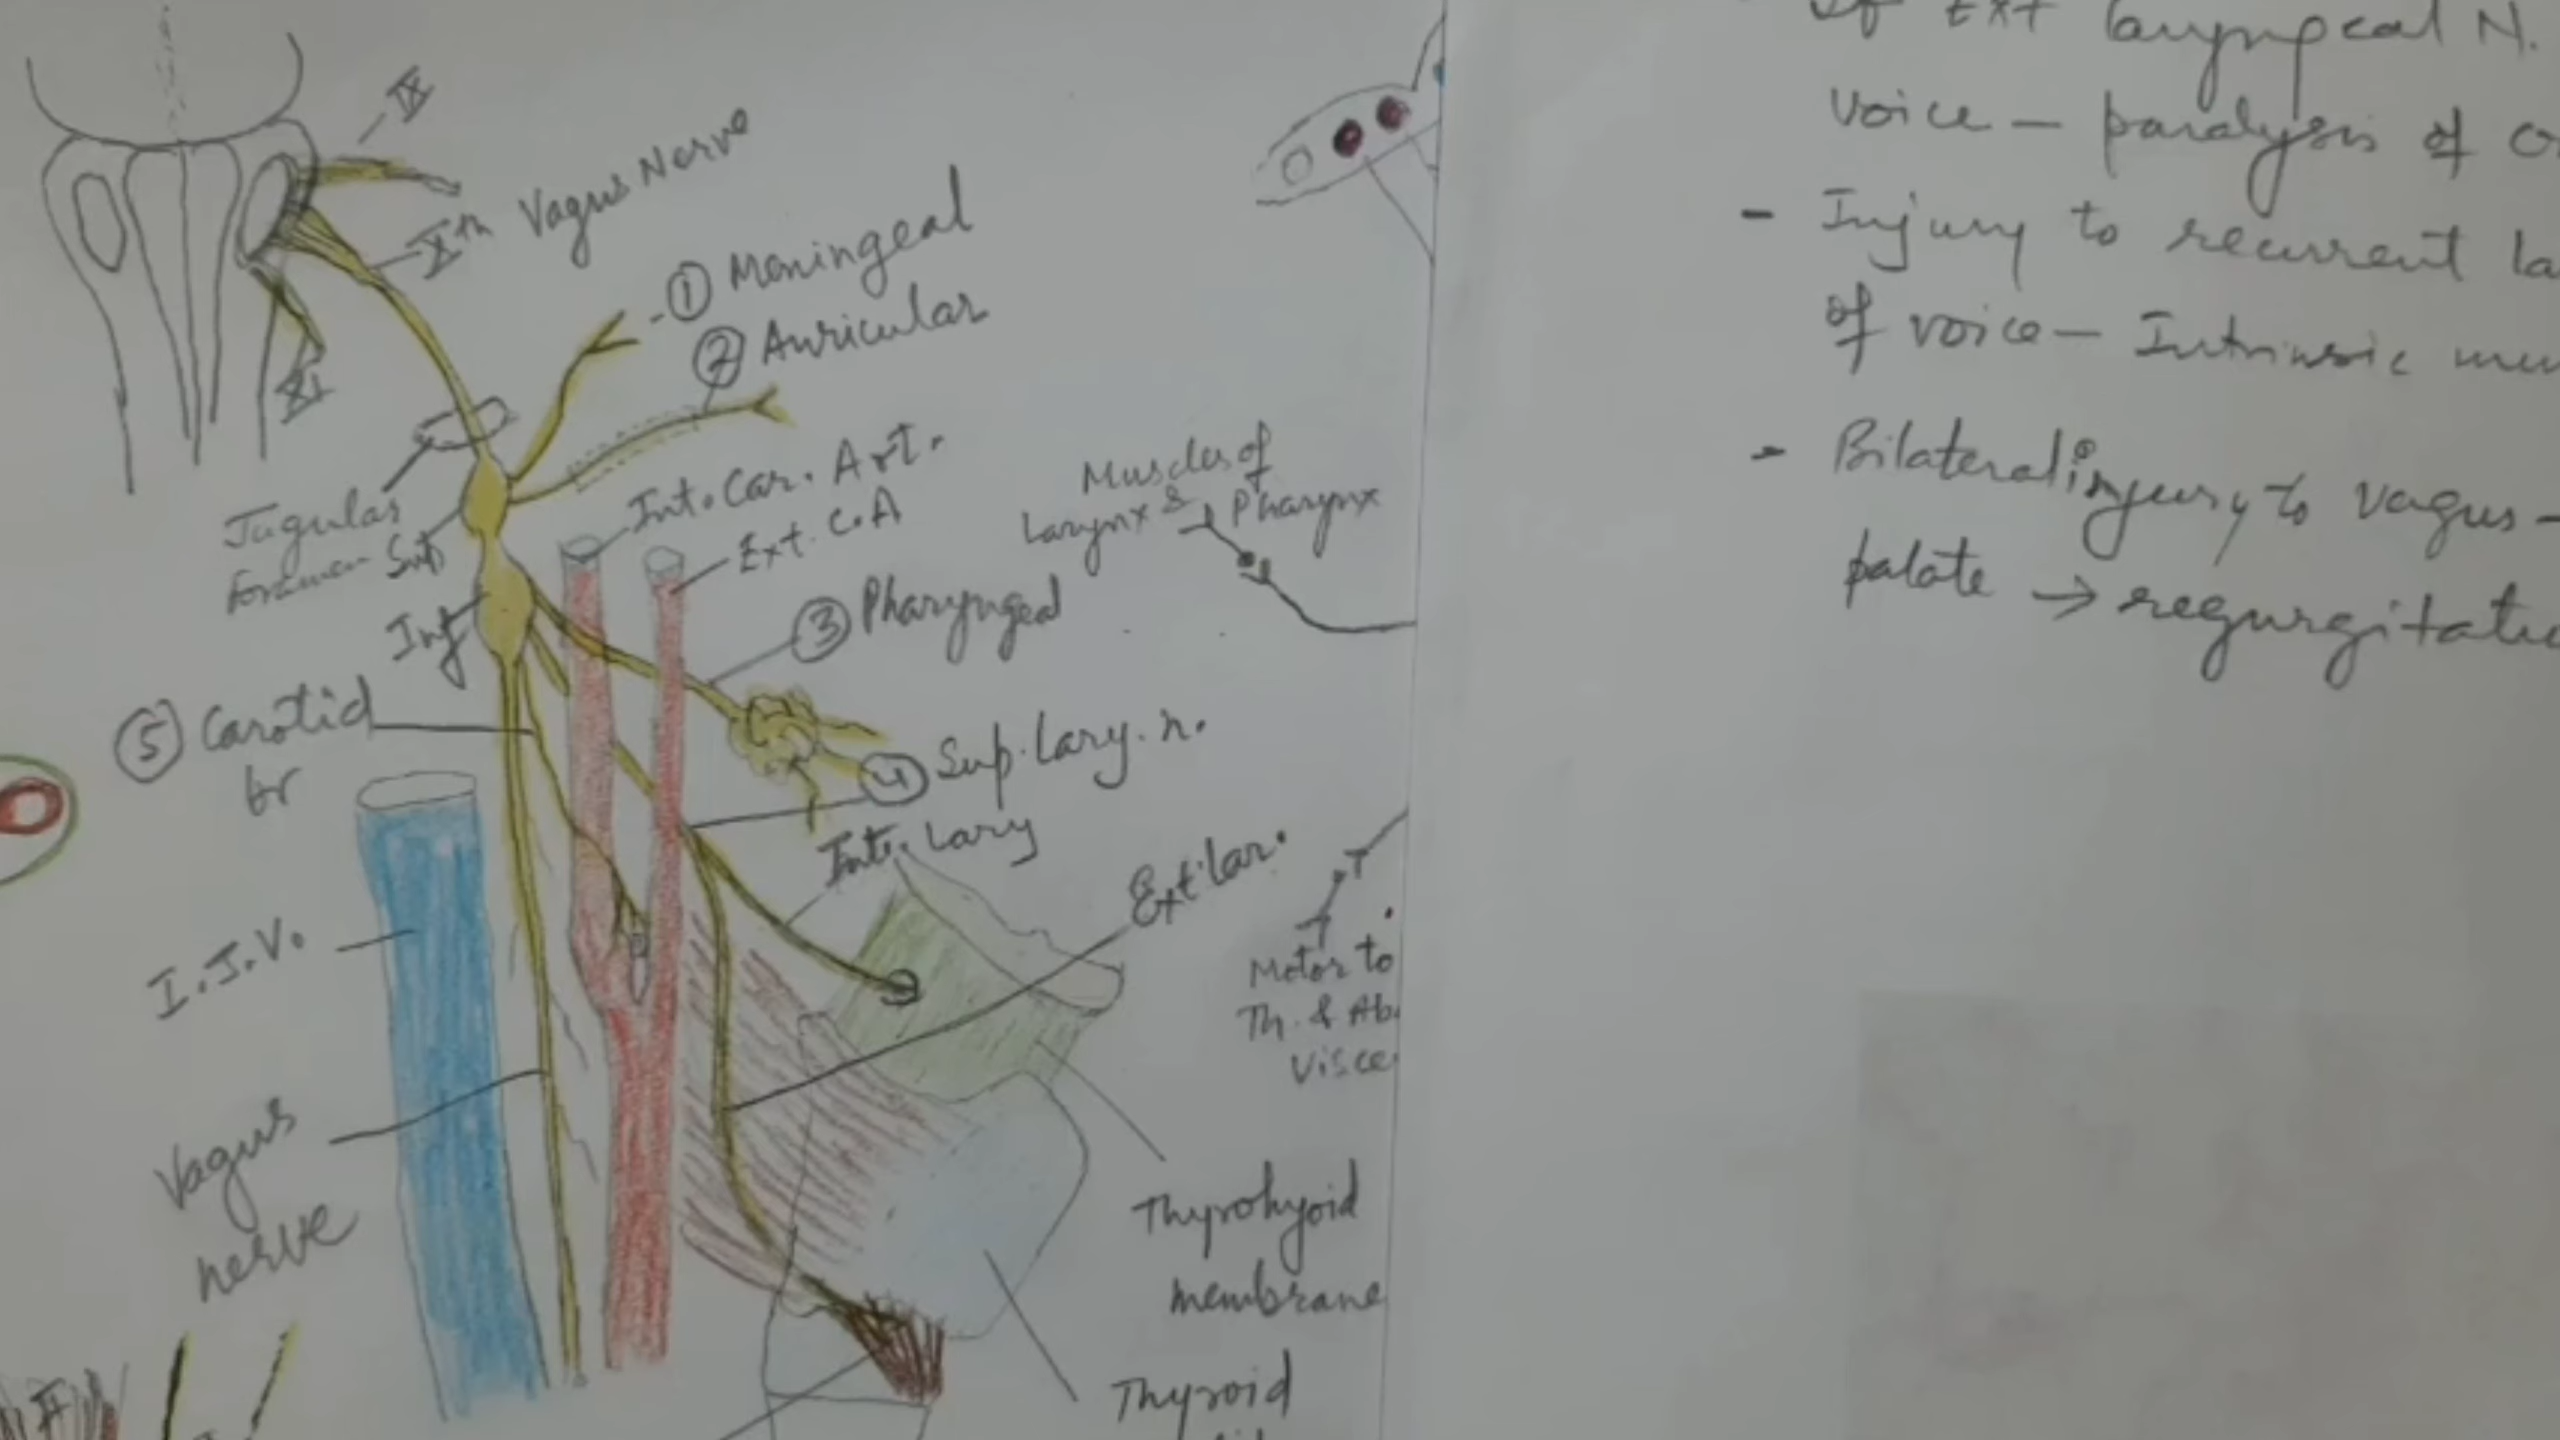 IX
Xth Vagus Nerve
① Meningeal
② Auricular
XI
Jugular
foramen
Sup
Inf
Int. Car. Art.
Ext. C.A
③ Pharyngeal
Muscles of
Larynx & Pharynx
⑤ Carotid
br
④ Sup. lary. n.
Int. Lary
Ext. lar.
I.J.V.
Vagus
nerve
Motor to
Th. & Ab.
Visce
Thyrohyoid
membrane
Thyroid
If Ext laryngeal N.
voice — paralysis of
- Injury to recurrent la
of voice — Intrinsic mu
- Bilateral injury to vagus —
palate → regurgitatio